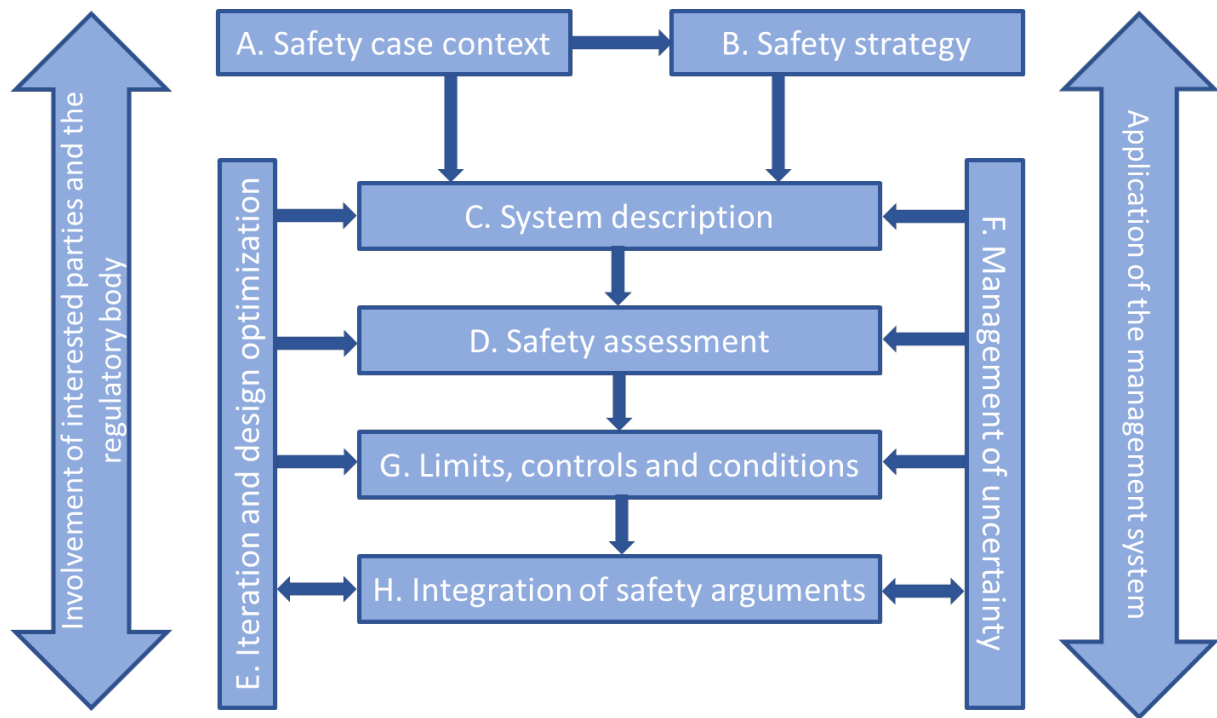 A. Safety case context
B. Safety strategy
Involvement of interested parties and the
regulatory body
E. Iteration and design optimization
C. System description
D. Safety assessment
G. Limits, controls and conditions
H. Integration of safety arguments
F. Management of uncertainty
Application of the management system